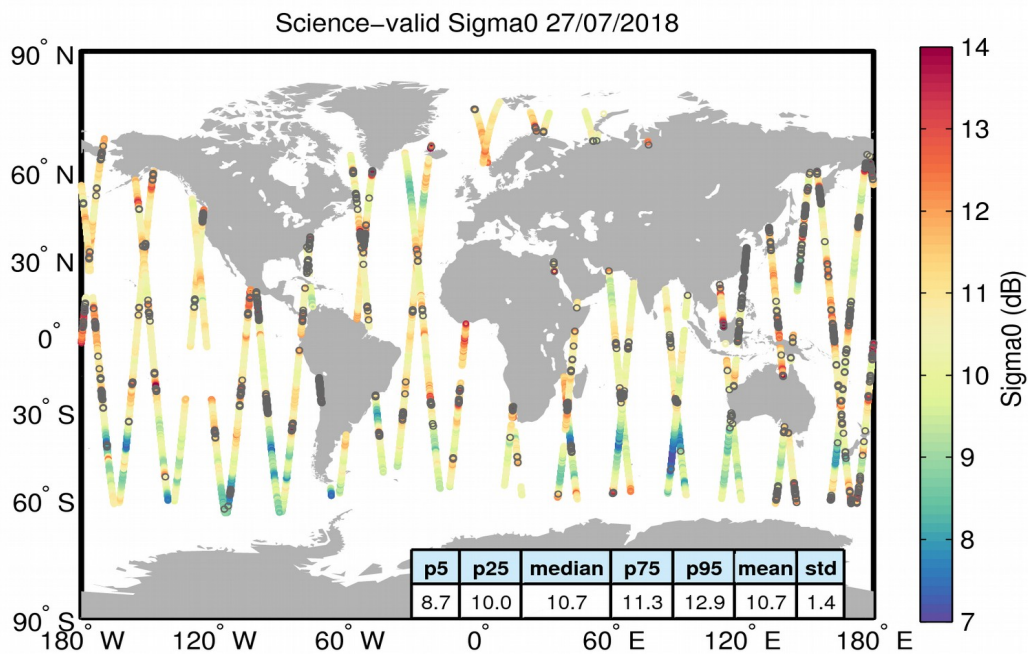 Science−valid Sigma0 27/07/2018
90° N
60° N
30° N
0°
30° S
60° S
90° S
180° W
120° W
60° W
0°
60° E
120° E
180° E
p5 p25 median p75 p95 mean std
8.7 10.0 10.7 11.3 12.9 10.7 1.4
14
13
12
11
10
9
8
7
Sigma0 (dB)